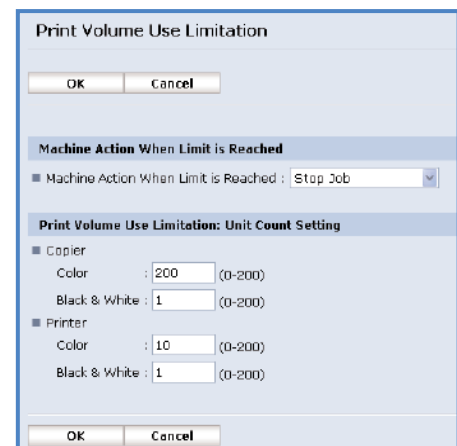 Print Volume Use Limitation
OK Cancel
Machine Action When Limit is Reached
Machine Action When Limit is Reached : Stop Job
Print Volume Use Limitation: Unit Count Setting
Copier
Color : 200 (0-200)
Black & White : 1 (0-200)
Printer
Color : 10 (0-200)
Black & White : 1 (0-200)
OK Cancel